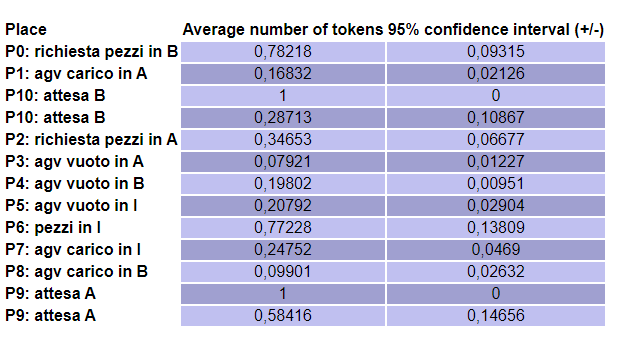 Place Average number of tokens 95% confidence interval (+/-)
P0: richiesta pezzi in B 0,78218 0,09315
P1: agv carico in A 0,16832 0,02126
P10: attesa B 1 0
P10: attesa B 0,28713 0,10867
P2: richiesta pezzi in A 0,34653 0,06677
P3: agv vuoto in A 0,07921 0,01227
P4: agv vuoto in B 0,19802 0,00951
P5: agv vuoto in I 0,20792 0,02904
P6: pezzi in I 0,77228 0,13809
P7: agv carico in I 0,24752 0,0469
P8: agv carico in B 0,09901 0,02632
P9: attesa A 1 0
P9: attesa A 0,58416 0,14656